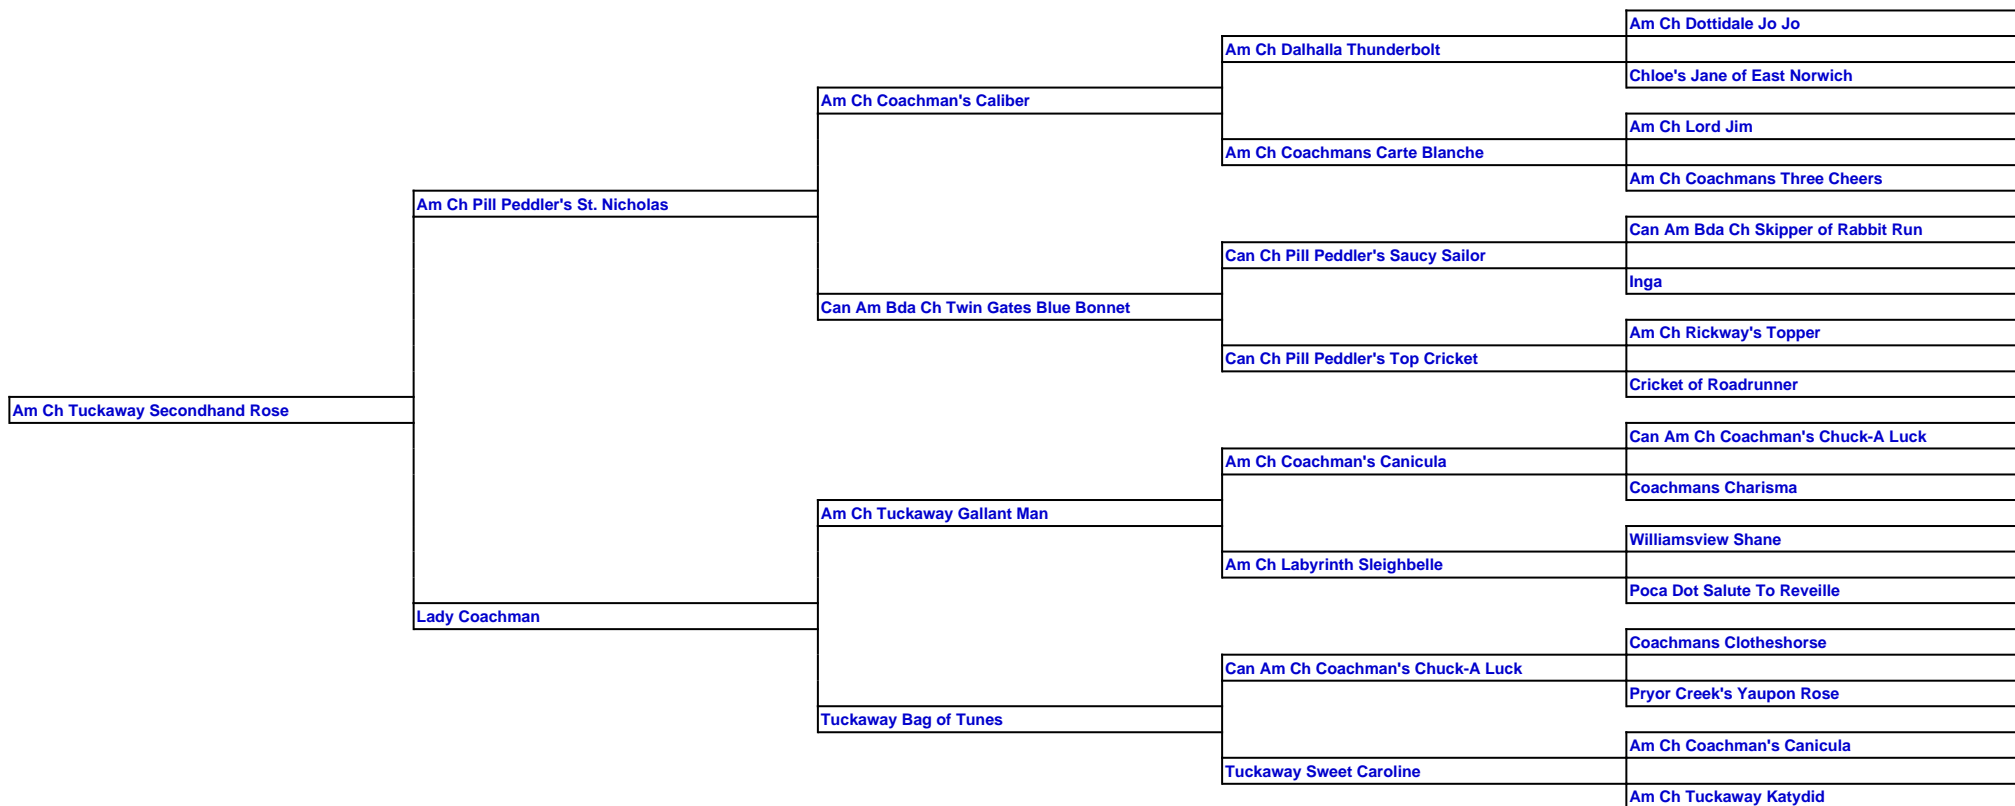 Am Ch Dottidale Jo Jo
Am Ch Dalhalla Thunderbolt
Chloe's Jane of East Norwich
Am Ch Coachman's Caliber
Am Ch Lord Jim
Am Ch Coachmans Carte Blanche
Am Ch Coachmans Three Cheers
Am Ch Pill Peddler's St. Nicholas
Can Am Bda Ch Skipper of Rabbit Run
Can Ch Pill Peddler's Saucy Sailor
Inga
Can Am Bda Ch Twin Gates Blue Bonnet
Am Ch Rickway's Topper
Can Ch Pill Peddler's Top Cricket
Cricket of Roadrunner
Am Ch Tuckaway Secondhand Rose
Can Am Ch Coachman's Chuck-A Luck
Am Ch Coachman's Canicula
Coachmans Charisma
Am Ch Tuckaway Gallant Man
Williamsview Shane
Am Ch Labyrinth Sleighbelle
Poca Dot Salute To Reveille
Lady Coachman
Coachmans Clotheshorse
Can Am Ch Coachman's Chuck-A Luck
Pryor Creek's Yaupon Rose
Tuckaway Bag of Tunes
Am Ch Coachman's Canicula
Tuckaway Sweet Caroline
Am Ch Tuckaway Katydid